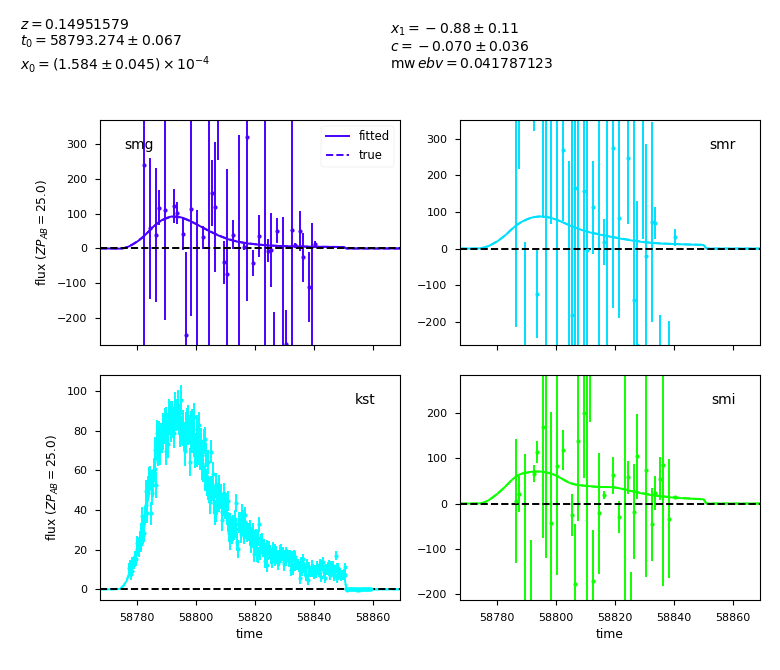 z = 0.14951579
t₀ = 58793.274 ± 0.067
x₀ = (1.584 ± 0.045) × 10⁻⁴
x₁ = −0.88 ± 0.11
c = −0.070 ± 0.036
mw ebv = 0.041787123
smg
fitted
true
300
200
100
0
−100
−200
flux (ZP_AB = 25.0)
smr
300
200
100
0
−100
−200
kst
100
80
60
40
20
0
flux (ZP_AB = 25.0)
58780 58800 58820 58840 58860
time
smi
200
100
0
−100
−200
58780 58800 58820 58840 58860
time